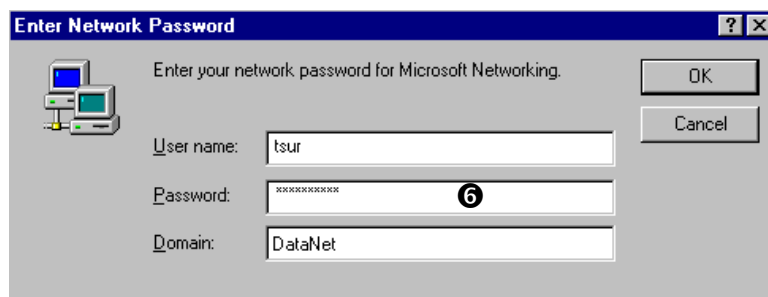 Enter Network Password
Enter your network password for Microsoft Networking.
OK
Cancel
User name: tsur
Password: ********** ❻
Domain: DataNet